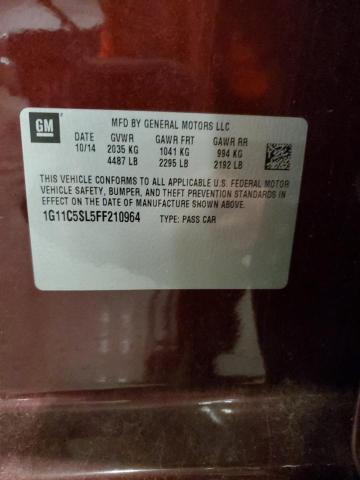 GM
MFD BY GENERAL MOTORS LLC
DATE GVWR GAWR FRT GAWR RR
10/14 2035 KG 1041 KG 994 KG
4487 LB 2295 LB 2192 LB
THIS VEHICLE CONFORMS TO ALL APPLICABLE U.S. FEDERAL MOTOR
VEHICLE SAFETY, BUMPER, AND THEFT PREVENTION STANDARDS IN
EFFECT ON THE DATE OF MANUFACTURE SHOWN ABOVE.
1G11C5SL5FF210964 TYPE: PASS CAR